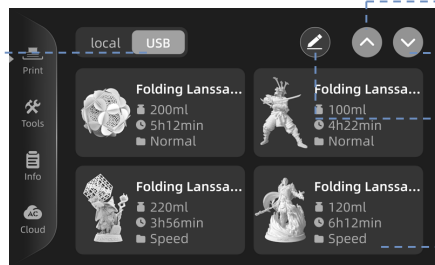 local USB
Print
Tools
Info
AC
Cloud
Folding Lanssa...
200ml
5h12min
Normal
Folding Lanssa...
100ml
4h22min
Normal
Folding Lanssa...
220ml
3h56min
Speed
Folding Lanssa...
120ml
6h12min
Speed